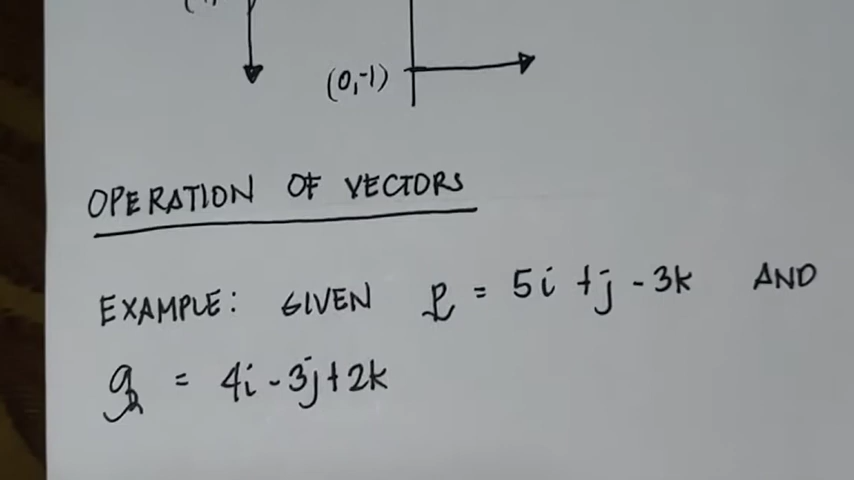 (0,-1)
OPERATION OF VECTORS
EXAMPLE: GIVEN p = 5i + j - 3k AND
q = 4i - 3j + 2k